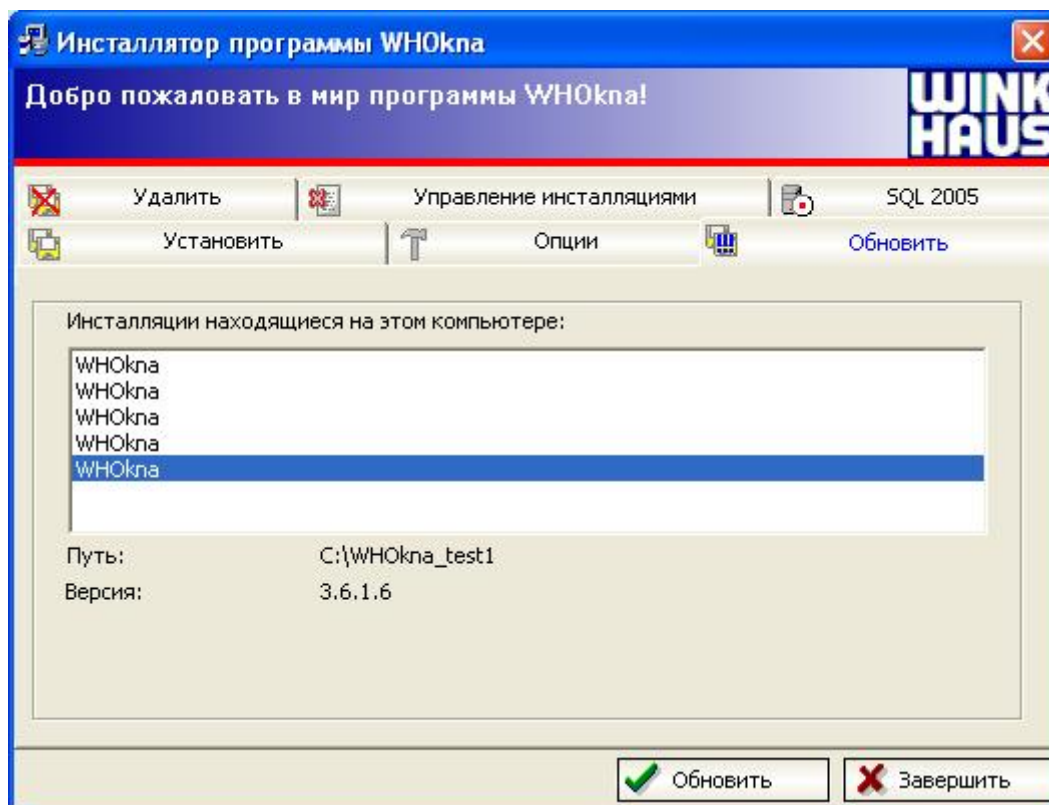 Инсталлятор программы WHOkna
Добро пожаловать в мир программы WHOkna!
WINK
HAUS
Удалить Управление инсталляциями SQL 2005
Установить Опции Обновить
Инсталляции находящиеся на этом компьютере:
WHOkna
WHOkna
WHOkna
WHOkna
WHOkna
Путь: C:\WHOkna_test1
Версия: 3.6.1.6
Обновить Завершить